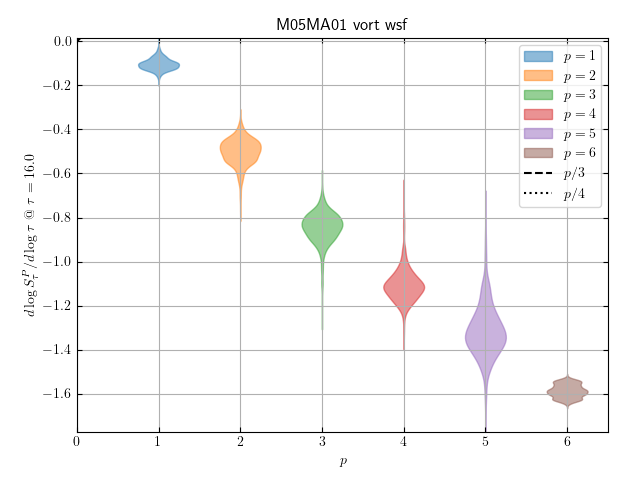 M05MA01 vort wsf
0.0
−0.2
−0.4
−0.6
−0.8
−1.0
−1.2
−1.4
−1.6
d log S_τ^P / d log τ @ τ = 16.0
0 1 2 3 4 5 6
p
p = 1
p = 2
p = 3
p = 4
p = 5
p = 6
p/3
p/4